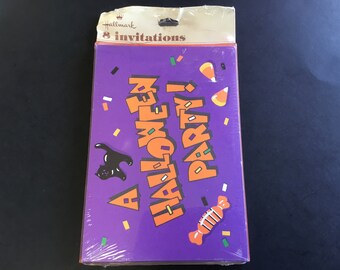 Hallmark
8 invitations
A
HALLOWEEN
PARTY!